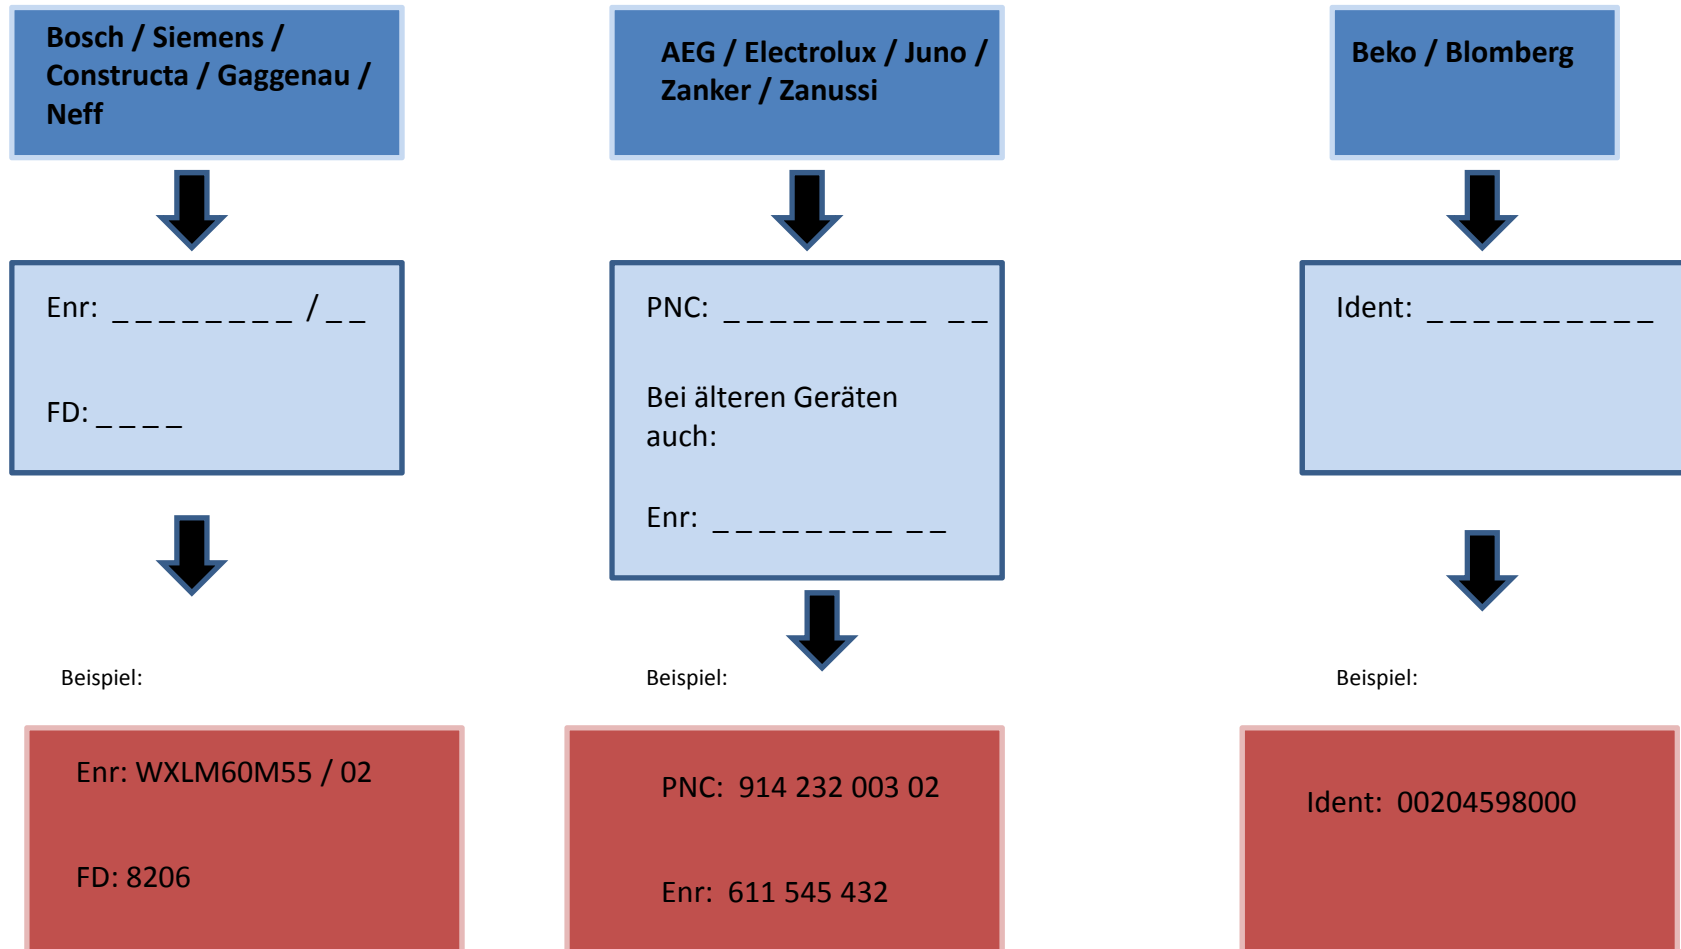 Bosch / Siemens /
Constructa / Gaggenau /
Neff
Enr: _ _ _ _ _ _ _ _ / _ _
FD: _ _ _ _
Beispiel:
Enr: WXLM60M55 / 02
FD: 8206
AEG / Electrolux / Juno /
Zanker / Zanussi
PNC: _ _ _ _ _ _ _ _ _ _ _
Bei älteren Geräten
auch:
Enr: _ _ _ _ _ _ _ _ _ _
Beispiel:
PNC: 914 232 003 02
Enr: 611 545 432
Beko / Blomberg
Ident: _ _ _ _ _ _ _ _ _ _
Beispiel:
Ident: 00204598000